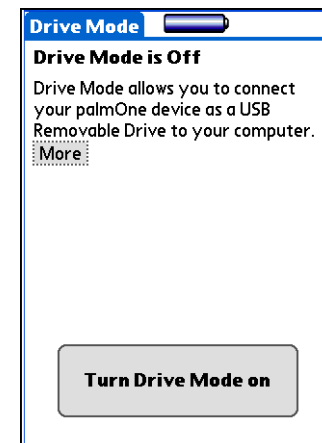 Drive Mode
Drive Mode is Off
Drive Mode allows you to connect
your palmOne device as a USB
Removable Drive to your computer.
More
Turn Drive Mode on